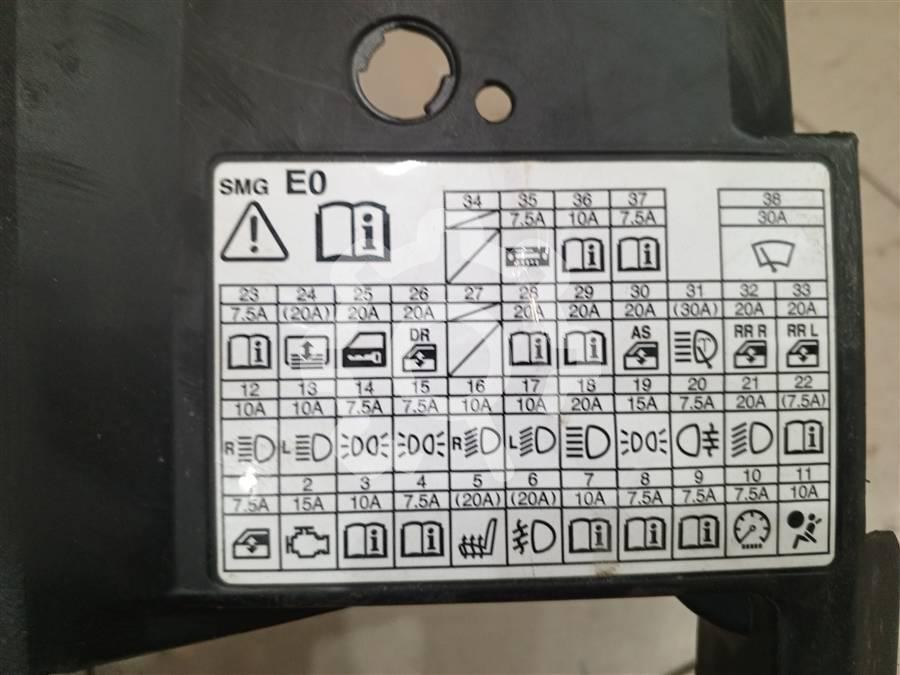 SMG E0
34 35 36 37 38
7.5A 10A 7.5A 30A
23 24 25 26 27 28 29 30 31 32 33
7.5A (20A) 20A 20A 20A 20A 20A (30A) 20A 20A
DR AS RR R RR L
12 13 14 15 16 17 18 19 20 21 22
10A 10A 7.5A 7.5A 10A 10A 20A 15A 7.5A 20A (7.5A)
R L R L
2 3 4 5 6 7 8 9 10 11
7.5A 15A 10A 7.5A (20A) (20A) 10A 7.5A 7.5A 7.5A 10A